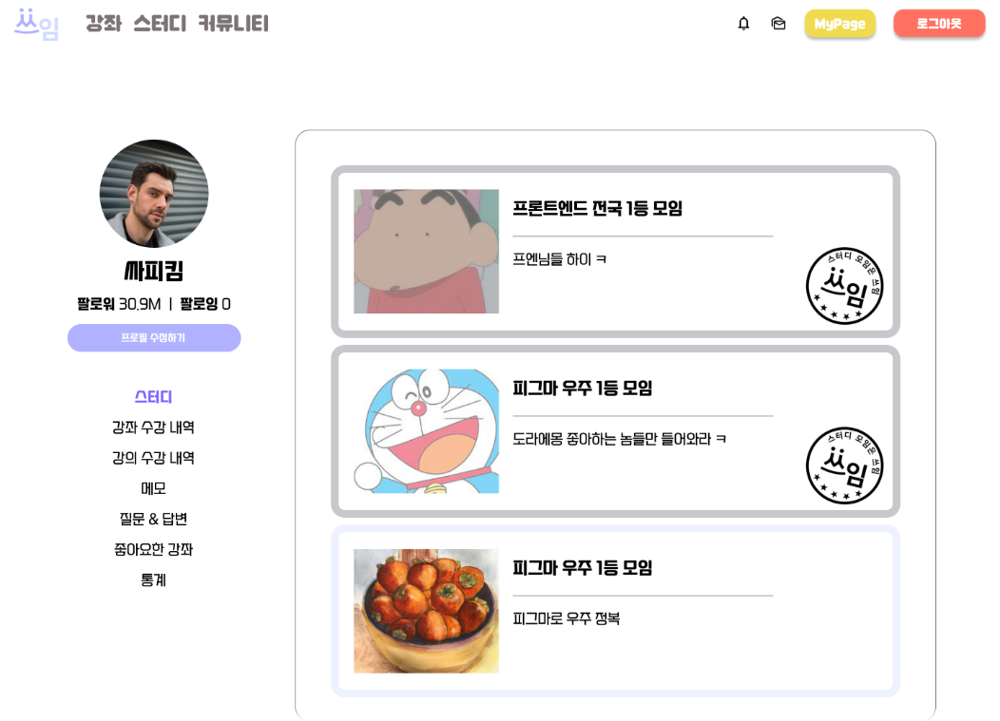 쓰임
강좌 스터디 커뮤니티
MyPage
로그아웃
싸피킴
팔로워 30.9M | 팔로잉 0
프로필 수정하기
스터디
강좌 수강 내역
강의 수강 내역
메모
질문 & 답변
좋아요한 강좌
통계
프론트엔드 전국 1등 모임
프엔님들 하이 ㅋ
스터디 모임은 쓰임
쓰임
피그마 우주 1등 모임
도라에몽 좋아하는 놈들만 들어와라 ㅋ
스터디 모임은 쓰임
쓰임
피그마 우주 1등 모임
피그마로 우주 정복